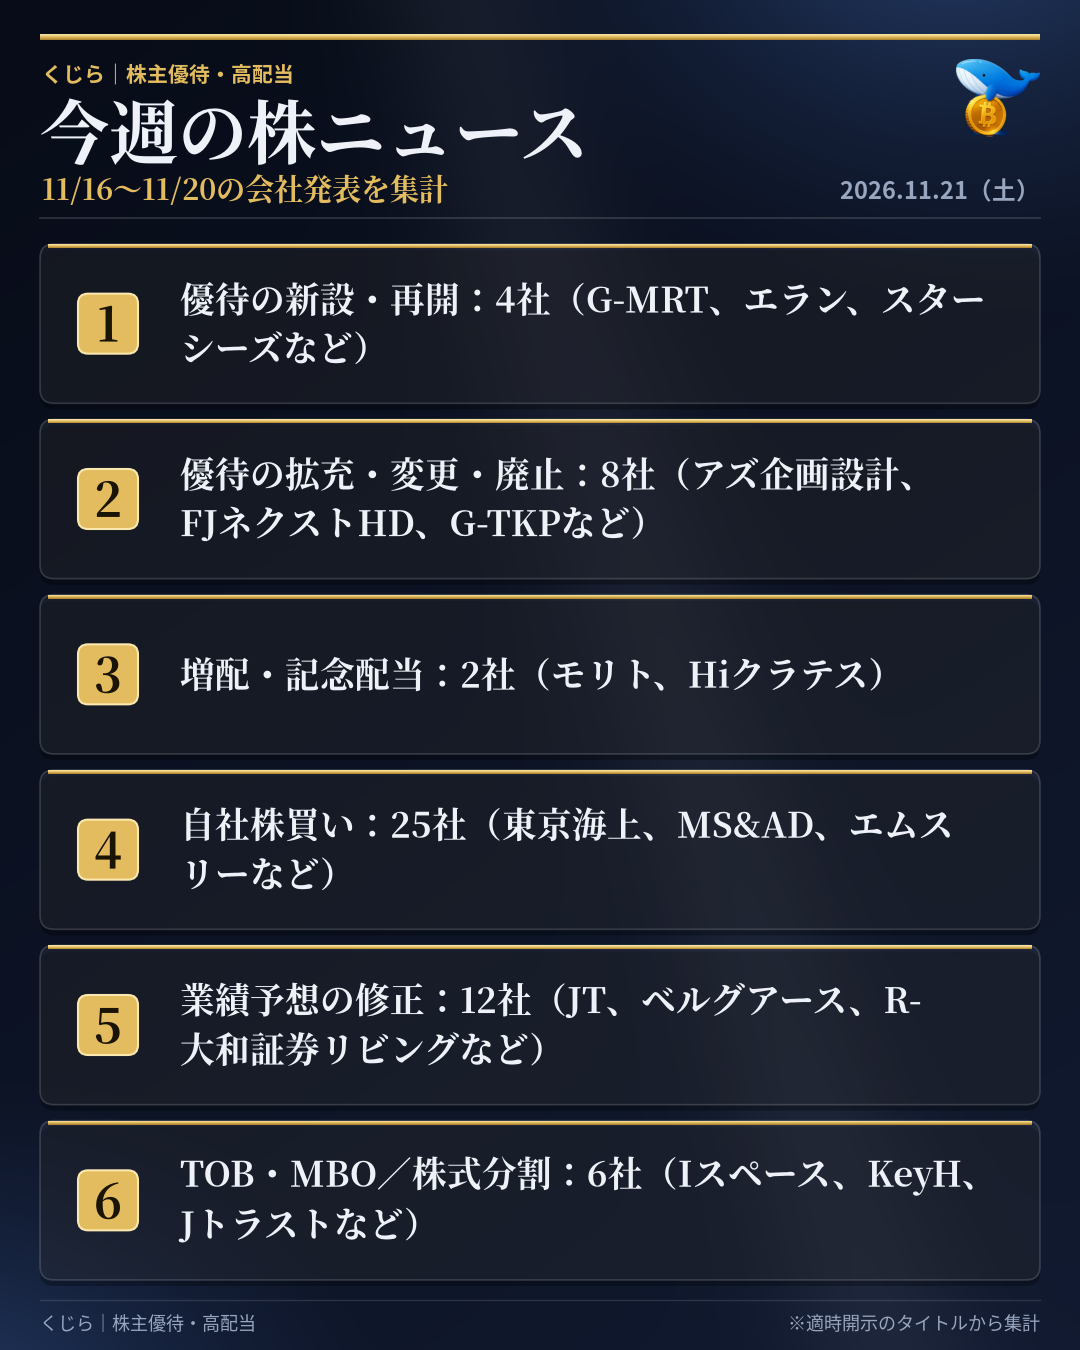 くじら｜株主優待・高配当
今週の株ニュース
11/16〜11/20の会社発表を集計
2026.11.21（土）
1
優待の新設・再開：4社（G-MRT、エラン、スター
シーズなど）
2
優待の拡充・変更・廃止：8社（アズ企画設計、
FJネクストHD、G-TKPなど）
3
増配・記念配当：2社（モリト、Hiクラテス）
4
自社株買い：25社（東京海上、MS&AD、エムス
リーなど）
5
業績予想の修正：12社（JT、ベルグアース、R-
大和証券リビングなど）
6
TOB・MBO／株式分割：6社（Iスペース、KeyH、
Jトラストなど）
くじら｜株主優待・高配当
※適時開示のタイトルから集計